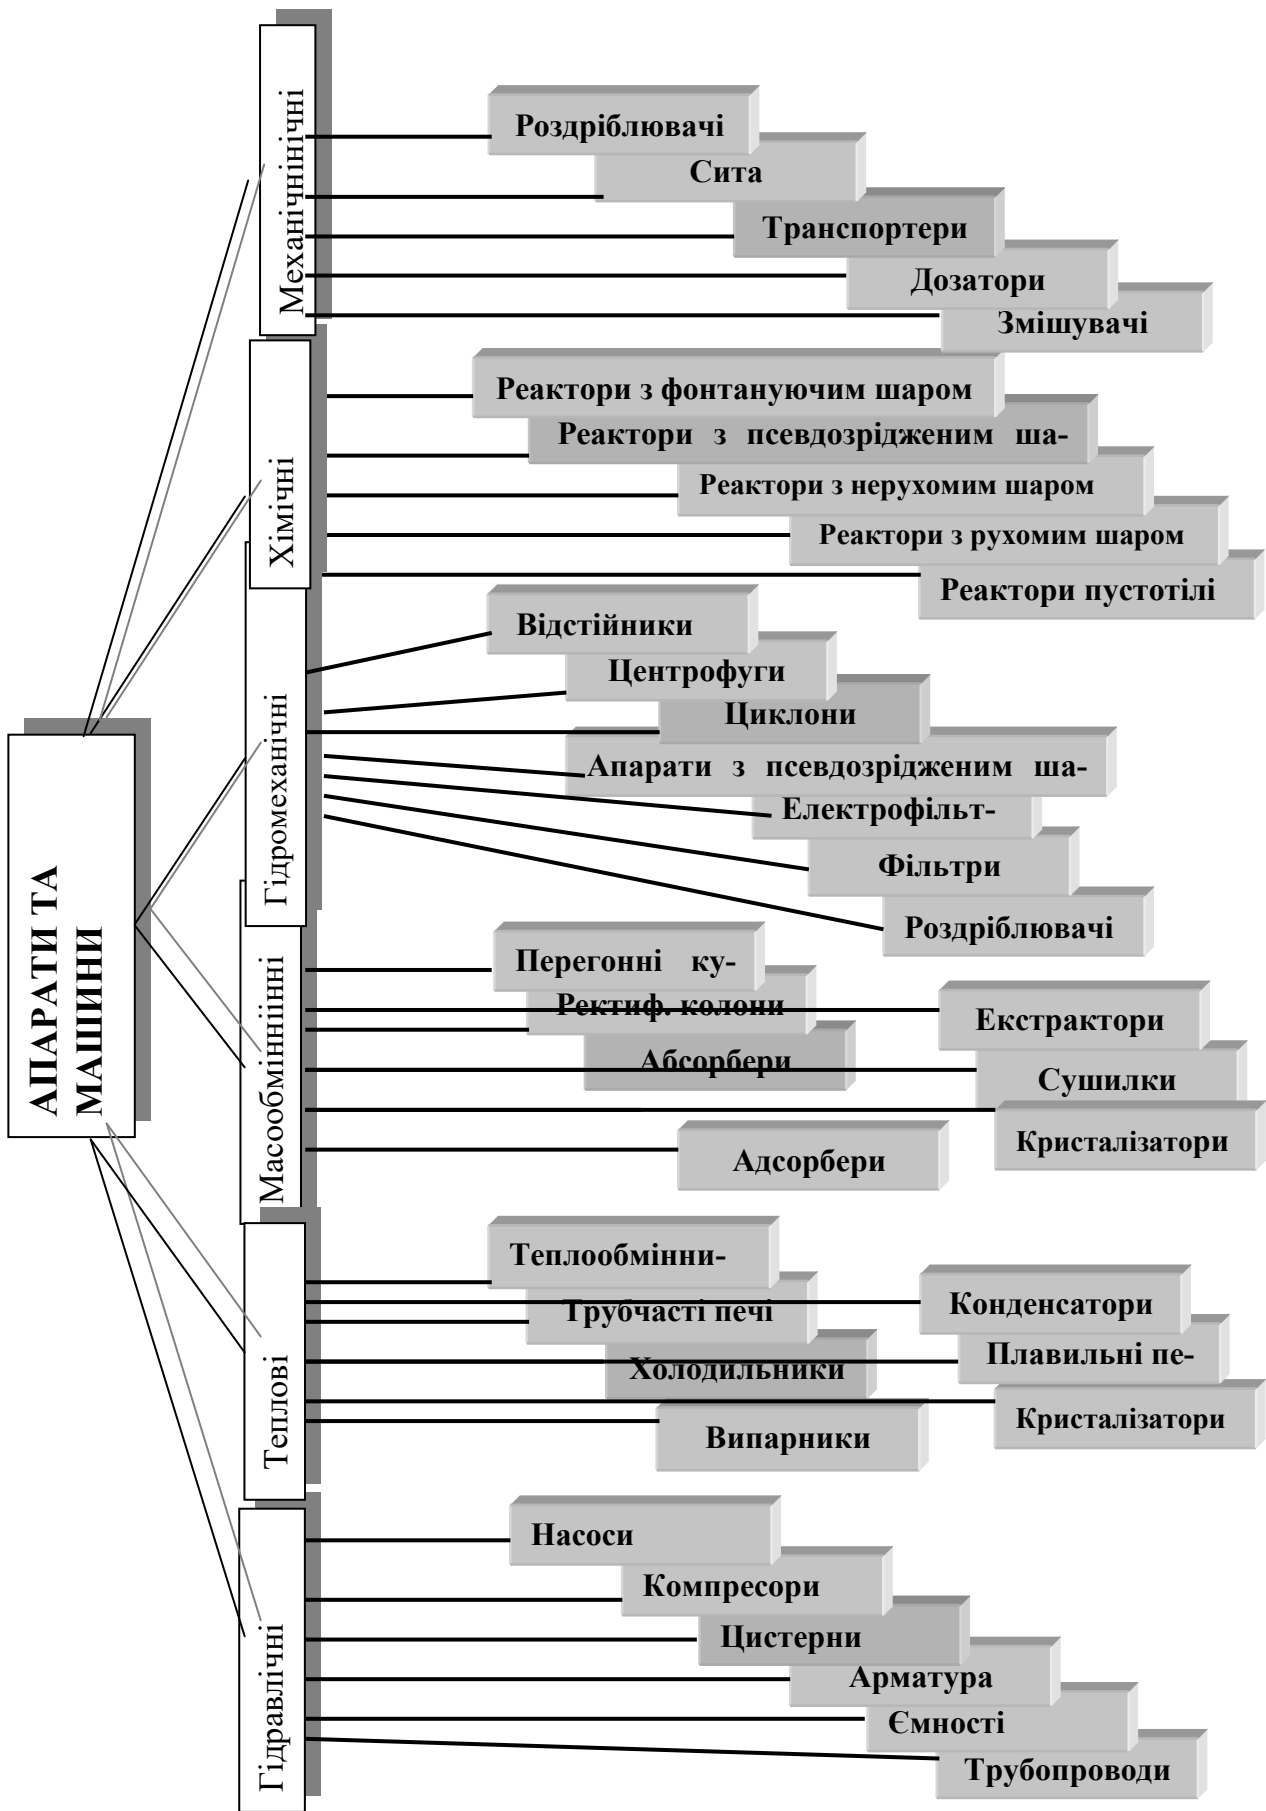 АПАРАТИ ТА
МАШИНИ
Механічнінічні
Роздріблювачі
Сита
Транспортери
Дозатори
Змішувачі
Хімічні
Реактори з фонтануючим шаром
Реактори з псевдозрідженим ша-
Реактори з нерухомим шаром
Реактори з рухомим шаром
Реактори пустотілі
Гідромеханічні
Відстійники
Центрофуги
Циклони
Апарати з псевдозрідженим ша-
Електрофільт-
Фільтри
Роздріблювачі
Масообмінніінні
Перегонні ку-
Ректиф. колони
Абсорбери
Адсорбери
Екстрактори
Сушилки
Кристалізатори
Теплові
Теплообмінни-
Трубчасті печі
Холодильники
Випарники
Конденсатори
Плавильні пе-
Кристалізатори
Гідравлічні
Насоси
Компресори
Цистерни
Арматура
Ємності
Трубопроводи